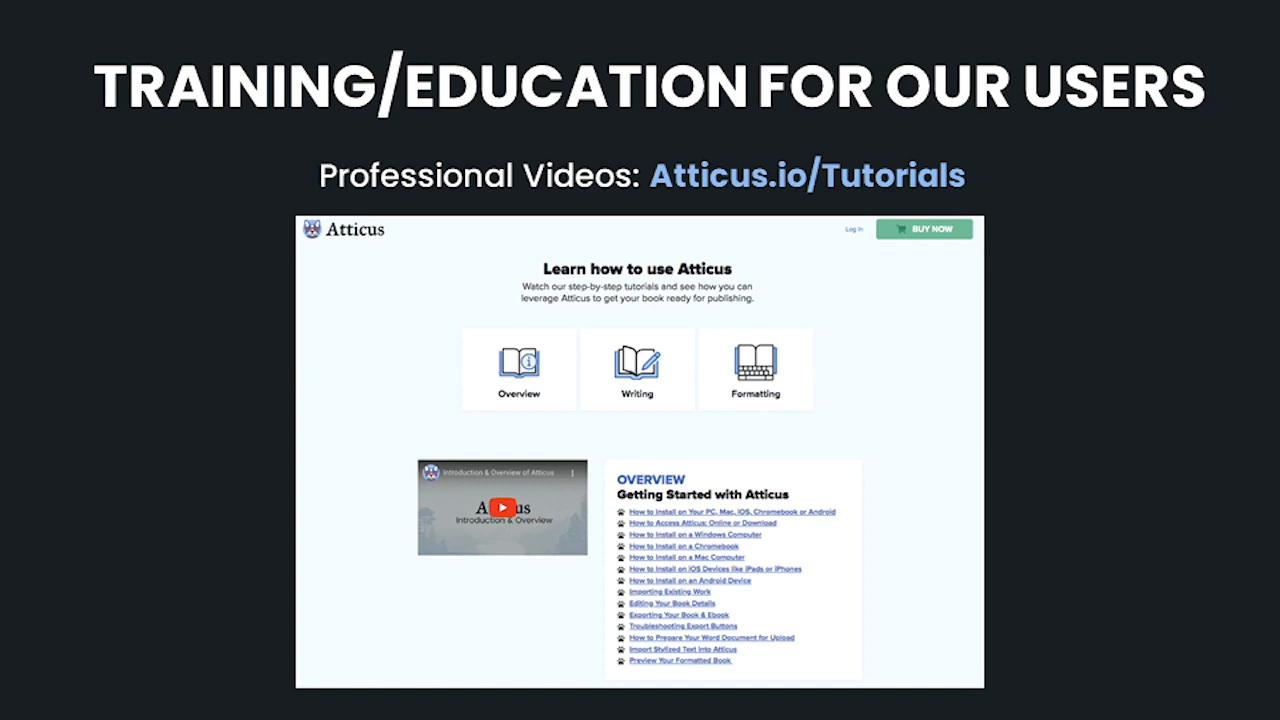 TRAINING/EDUCATION FOR OUR USERS
Professional Videos: Atticus.io/Tutorials
Atticus
Log In
BUY NOW
Learn how to use Atticus
Watch our step-by-step tutorials and see how you can
leverage Atticus to get your book ready for publishing.
Overview
Writing
Formatting
Introduction & Overview of Atticus
Introduction & Overview
OVERVIEW
Getting Started with Atticus
How to Install on Your PC, Mac, iOS, Chromebook or Android
How to Access Atticus: Online or Download
How to Install on a Windows Computer
How to Install on a Chromebook
How to Install on a Mac Computer
How to Install on iOS Devices like iPads or iPhones
How to Install on an Android Device
Importing Existing Work
Editing Your Book Details
Exporting Your Book & Ebook
Troubleshooting Export Buttons
How to Prepare Your Word Document for Upload
Import Stylized Text into Atticus
Preview Your Formatted Book